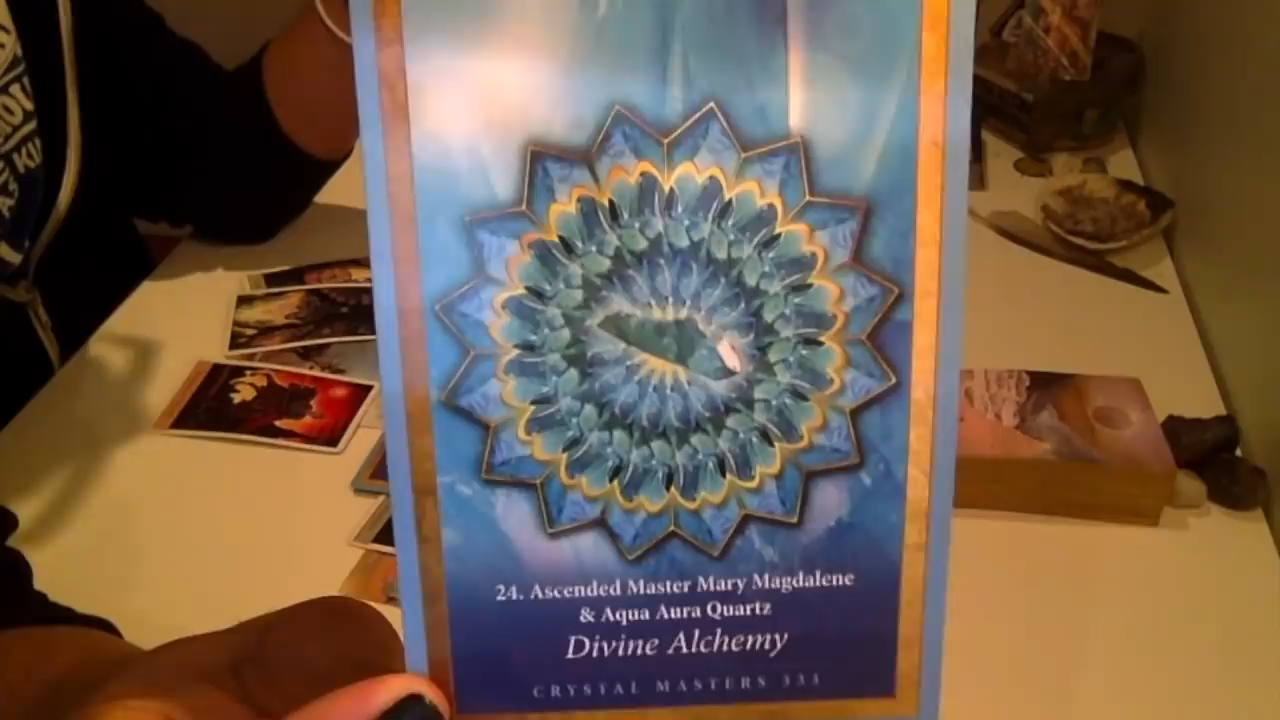 24. Ascended Master Mary Magdalene
& Aqua Aura Quartz
Divine Alchemy
CRYSTAL MASTERS 333